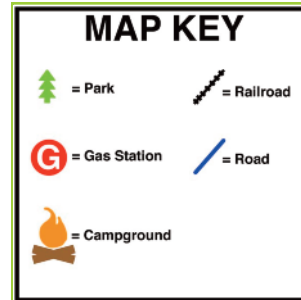 MAP KEY
= Park
= Railroad
G = Gas Station
= Road
= Campground